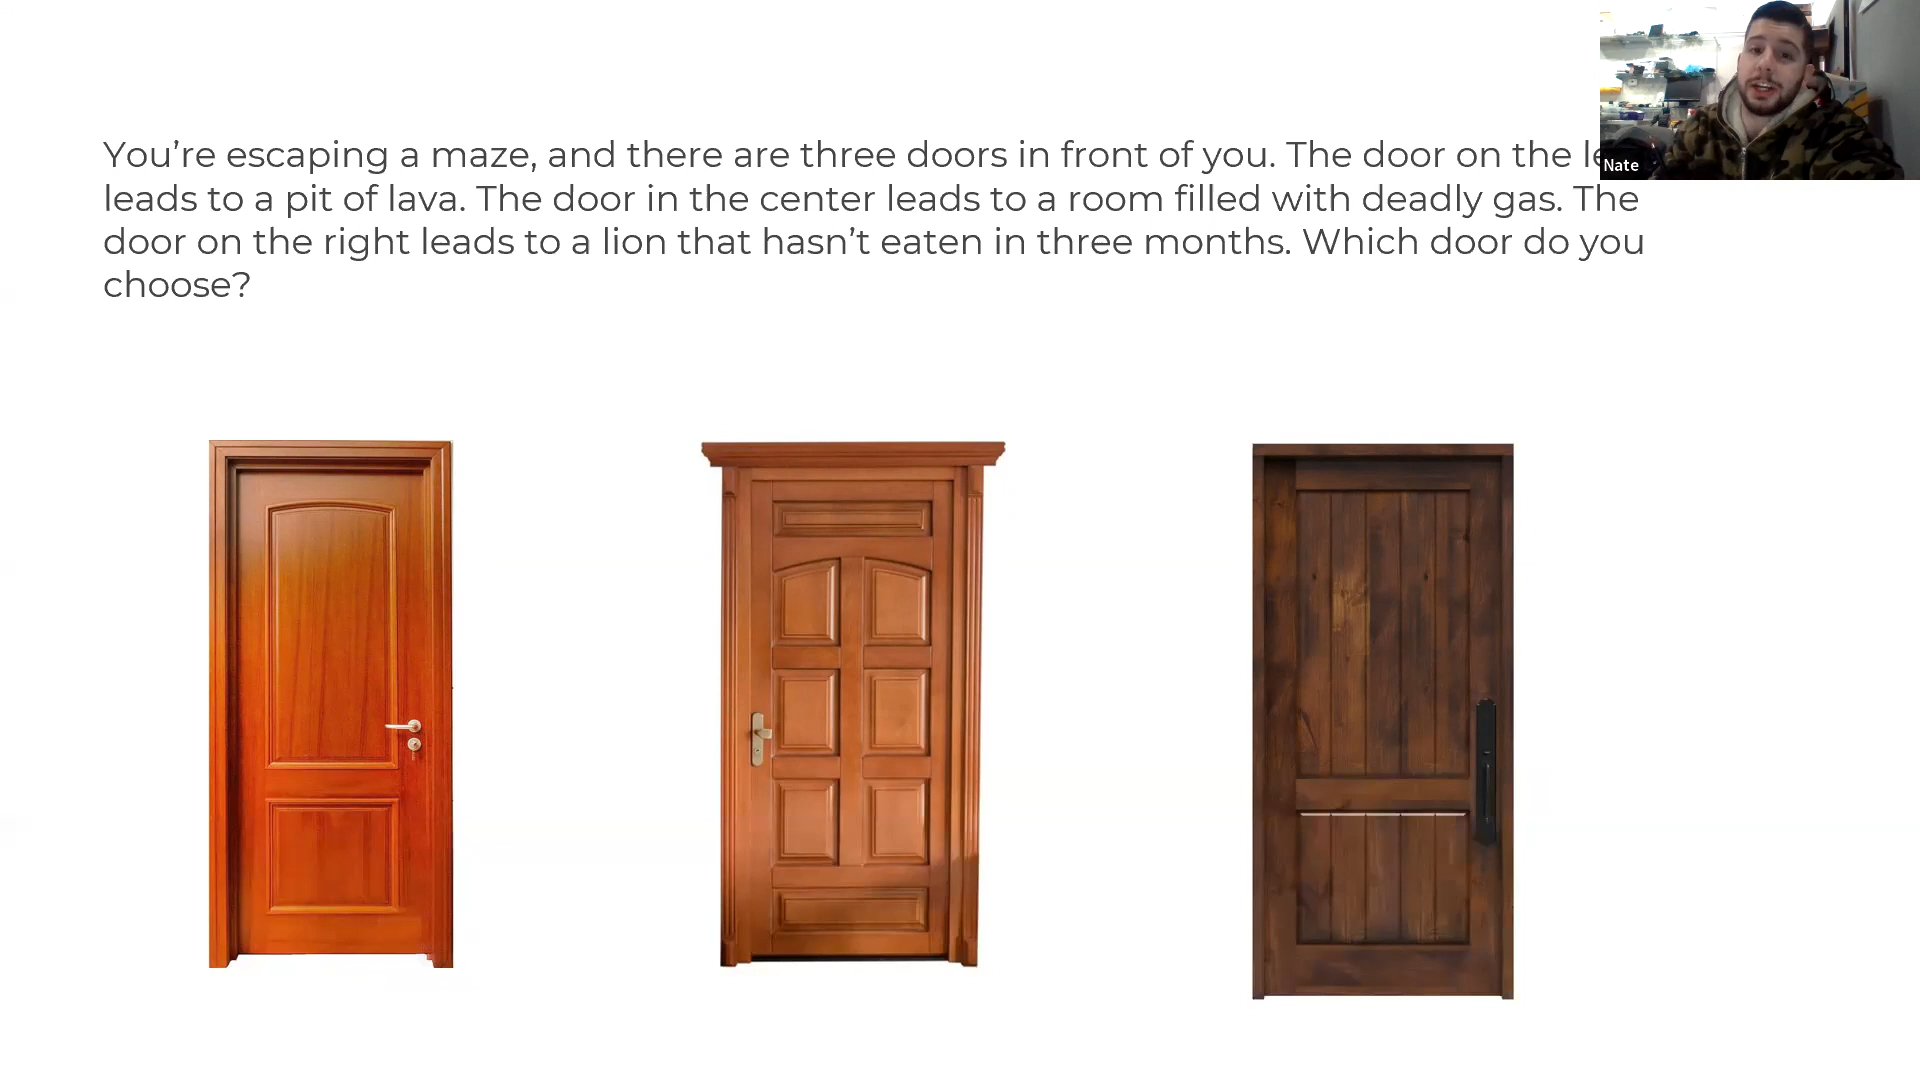 You’re escaping a maze, and there are three doors in front of you. The door on the
leads to a pit of lava. The door in the center leads to a room filled with deadly gas. The
door on the right leads to a lion that hasn’t eaten in three months. Which door do you
choose?
Nate